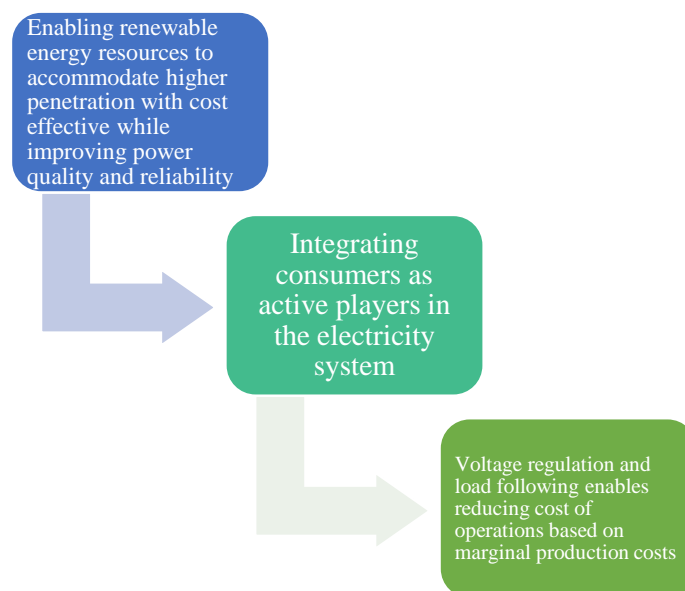 Enabling renewable
energy resources to
accommodate higher
penetration with cost
effective while
improving power
quality and reliability
Integrating
consumers as
active players in
the electricity
system
Voltage regulation and
load following enables
reducing cost of
operations based on
marginal production costs